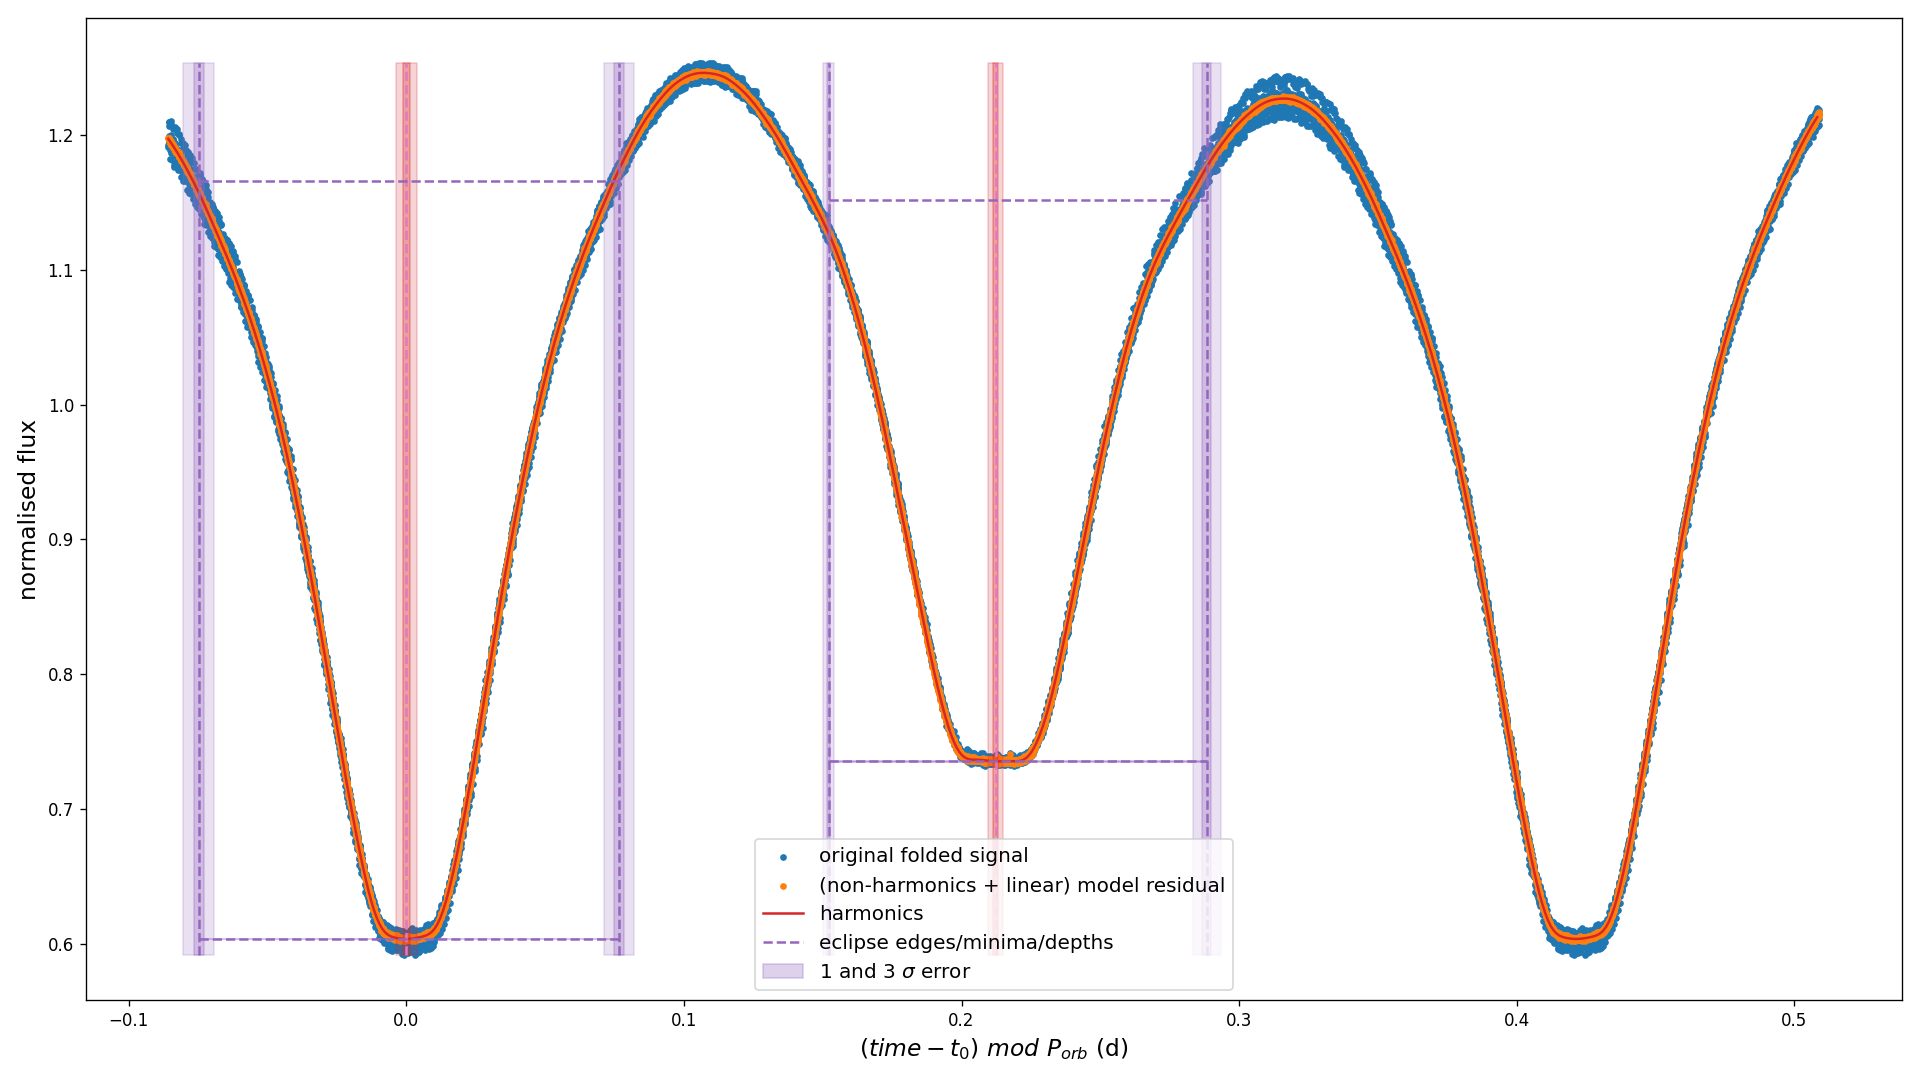 normalised flux
1.2
1.1
1.0
0.9
0.8
0.7
0.6
original folded signal
(non-harmonics + linear) model residual
harmonics
eclipse edges/minima/depths
1 and 3 σ error
−0.1 0.0 0.1 0.2 0.3 0.4 0.5
(time − t₀) mod Pₒᵣb (d)